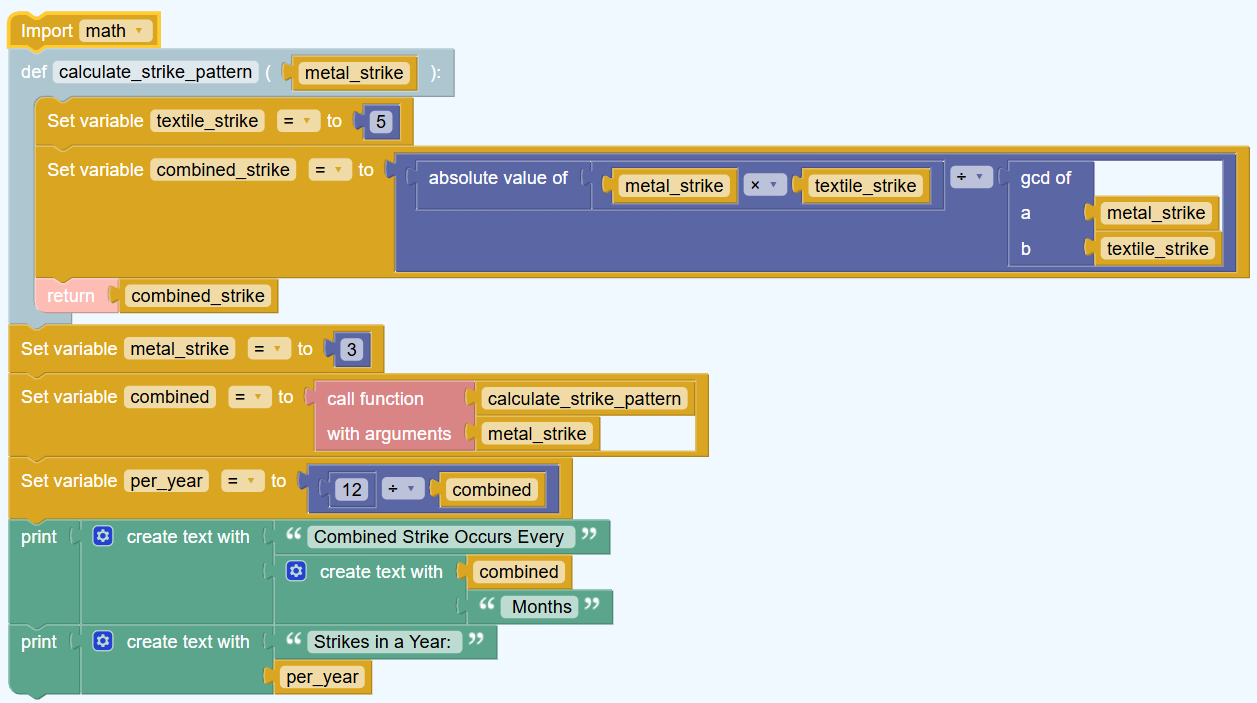 Import math
def calculate_strike_pattern ( metal_strike ):
Set variable textile_strike = to 5
Set variable combined_strike = to absolute value of metal_strike × textile_strike ÷ gcd of
a metal_strike
b textile_strike
return combined_strike
Set variable metal_strike = to 3
Set variable combined = to call function calculate_strike_pattern
with arguments metal_strike
Set variable per_year = to 12 ÷ combined
print create text with “ Combined Strike Occurs Every ”
create text with combined
“ Months ”
print create text with “ Strikes in a Year: ”
per_year